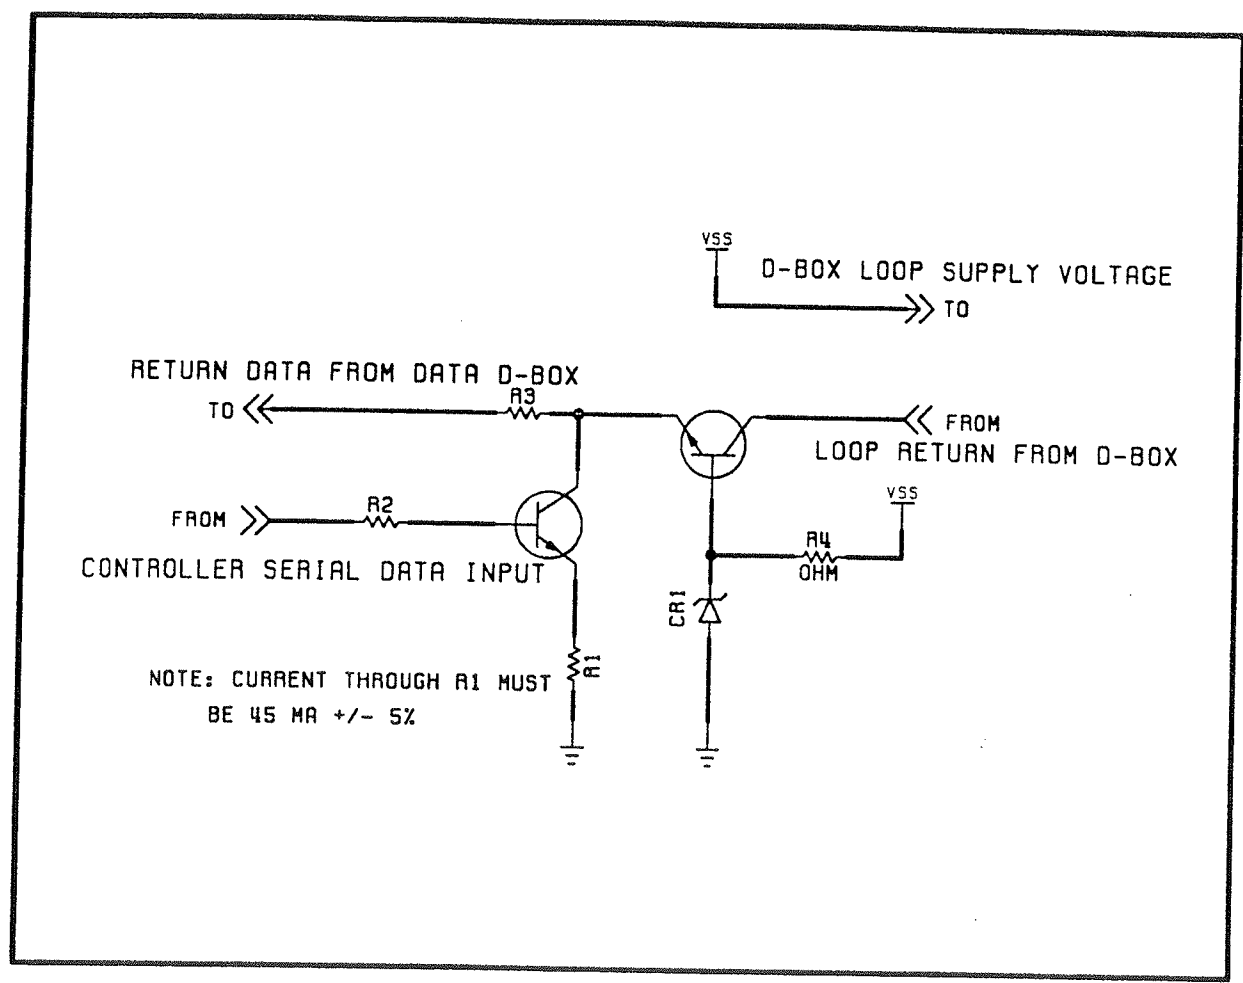 VSS
D-BOX LOOP SUPPLY VOLTAGE
TO
RETURN DATA FROM DATA D-BOX
R3
TO
FROM
LOOP RETURN FROM D-BOX
VSS
R2
FROM
R4
OHM
CONTROLLER SERIAL DATA INPUT
CR1
R1
NOTE: CURRENT THROUGH R1 MUST
BE 45 MA +/- 5%